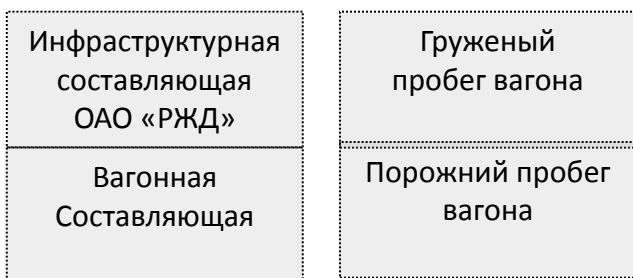 Инфраструктурная
составляющая
ОАО «РЖД»
Вагонная
Составляющая
Груженый
пробег вагона
Порожний пробег
вагона